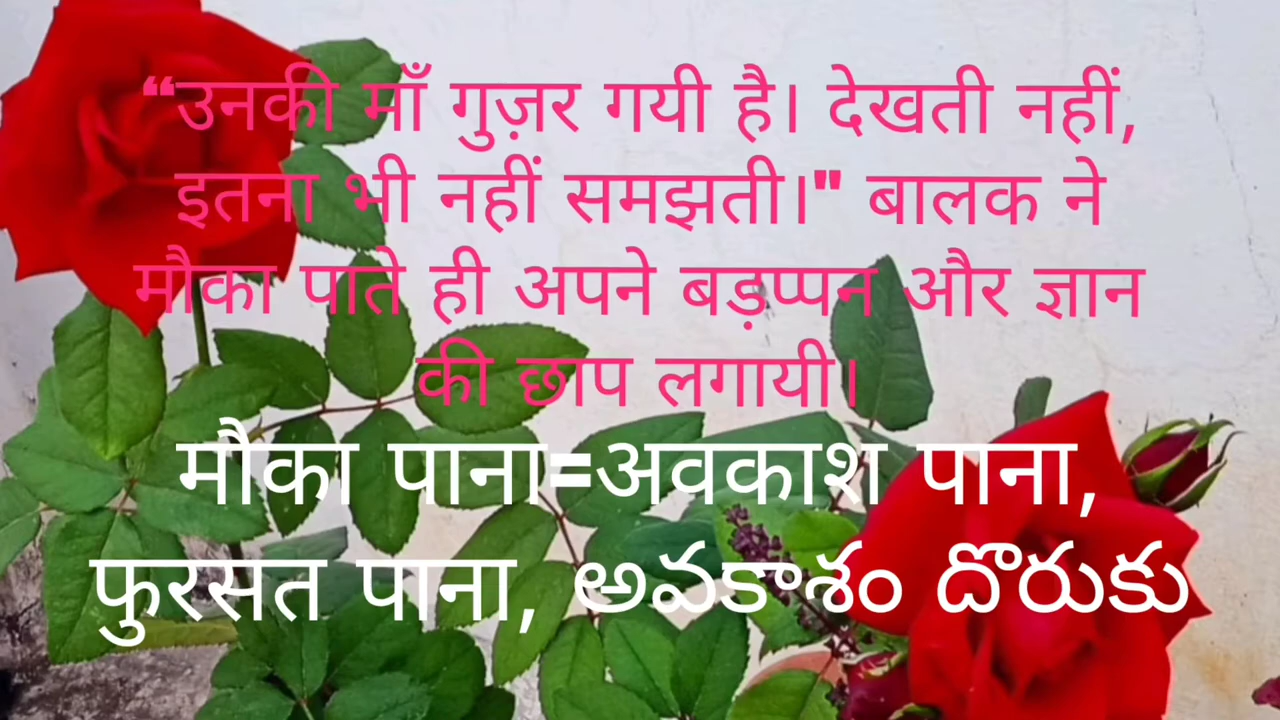 “उनकी माँ गुज़र गयी है। देखती नहीं,
इतना भी नहीं समझती।" बालक ने
मौका पाते ही अपने बड़प्पन और ज्ञान
की छाप लगायी।
मौका पाना=अवकाश पाना,
फुरसत पाना, అవకాశం దొరుకు